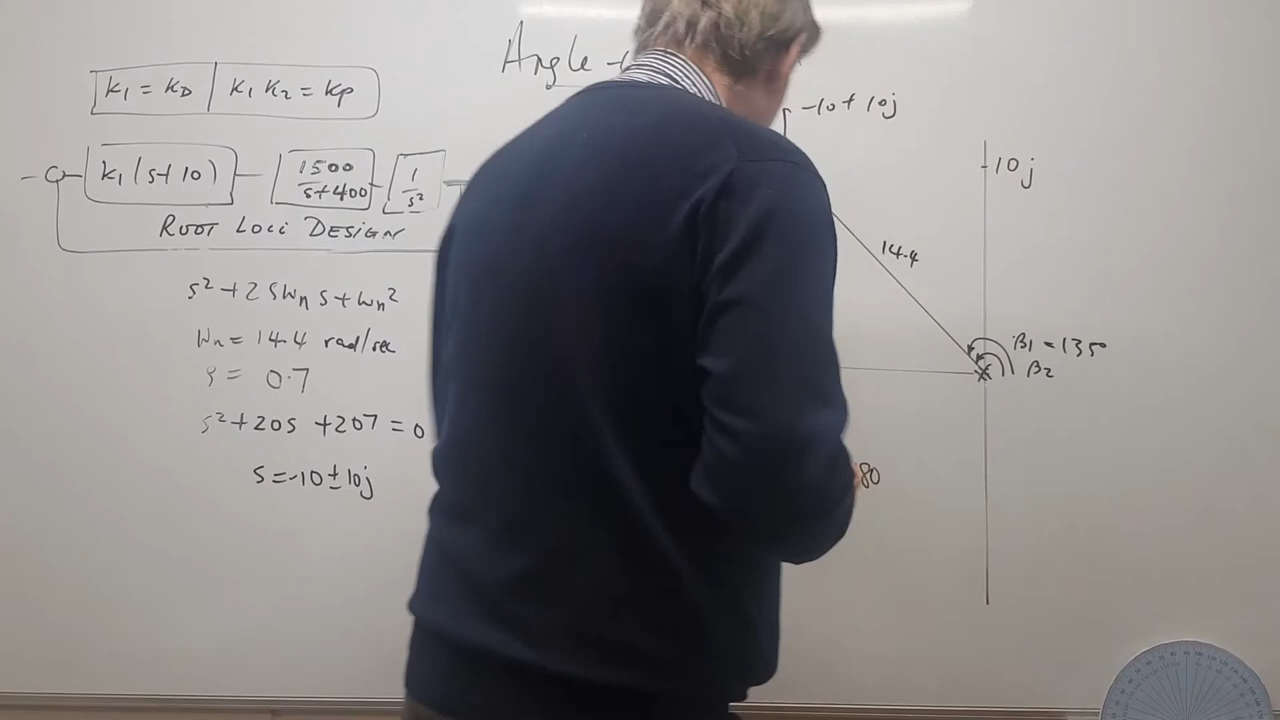 Angle
K1 = KD | K1 K2 = Kp
-10 + 10j
10j
K1 (s+10)
1500
s+400
1
s²
ROOT LOCI DESIGN
14.4
s² + 2ςωn s + ωn²
ωn = 14.4 rad/sec
β1 = 135°
β2
ς = 0.7
s² + 20s + 207 = 0
s = -10 ± 10j
80